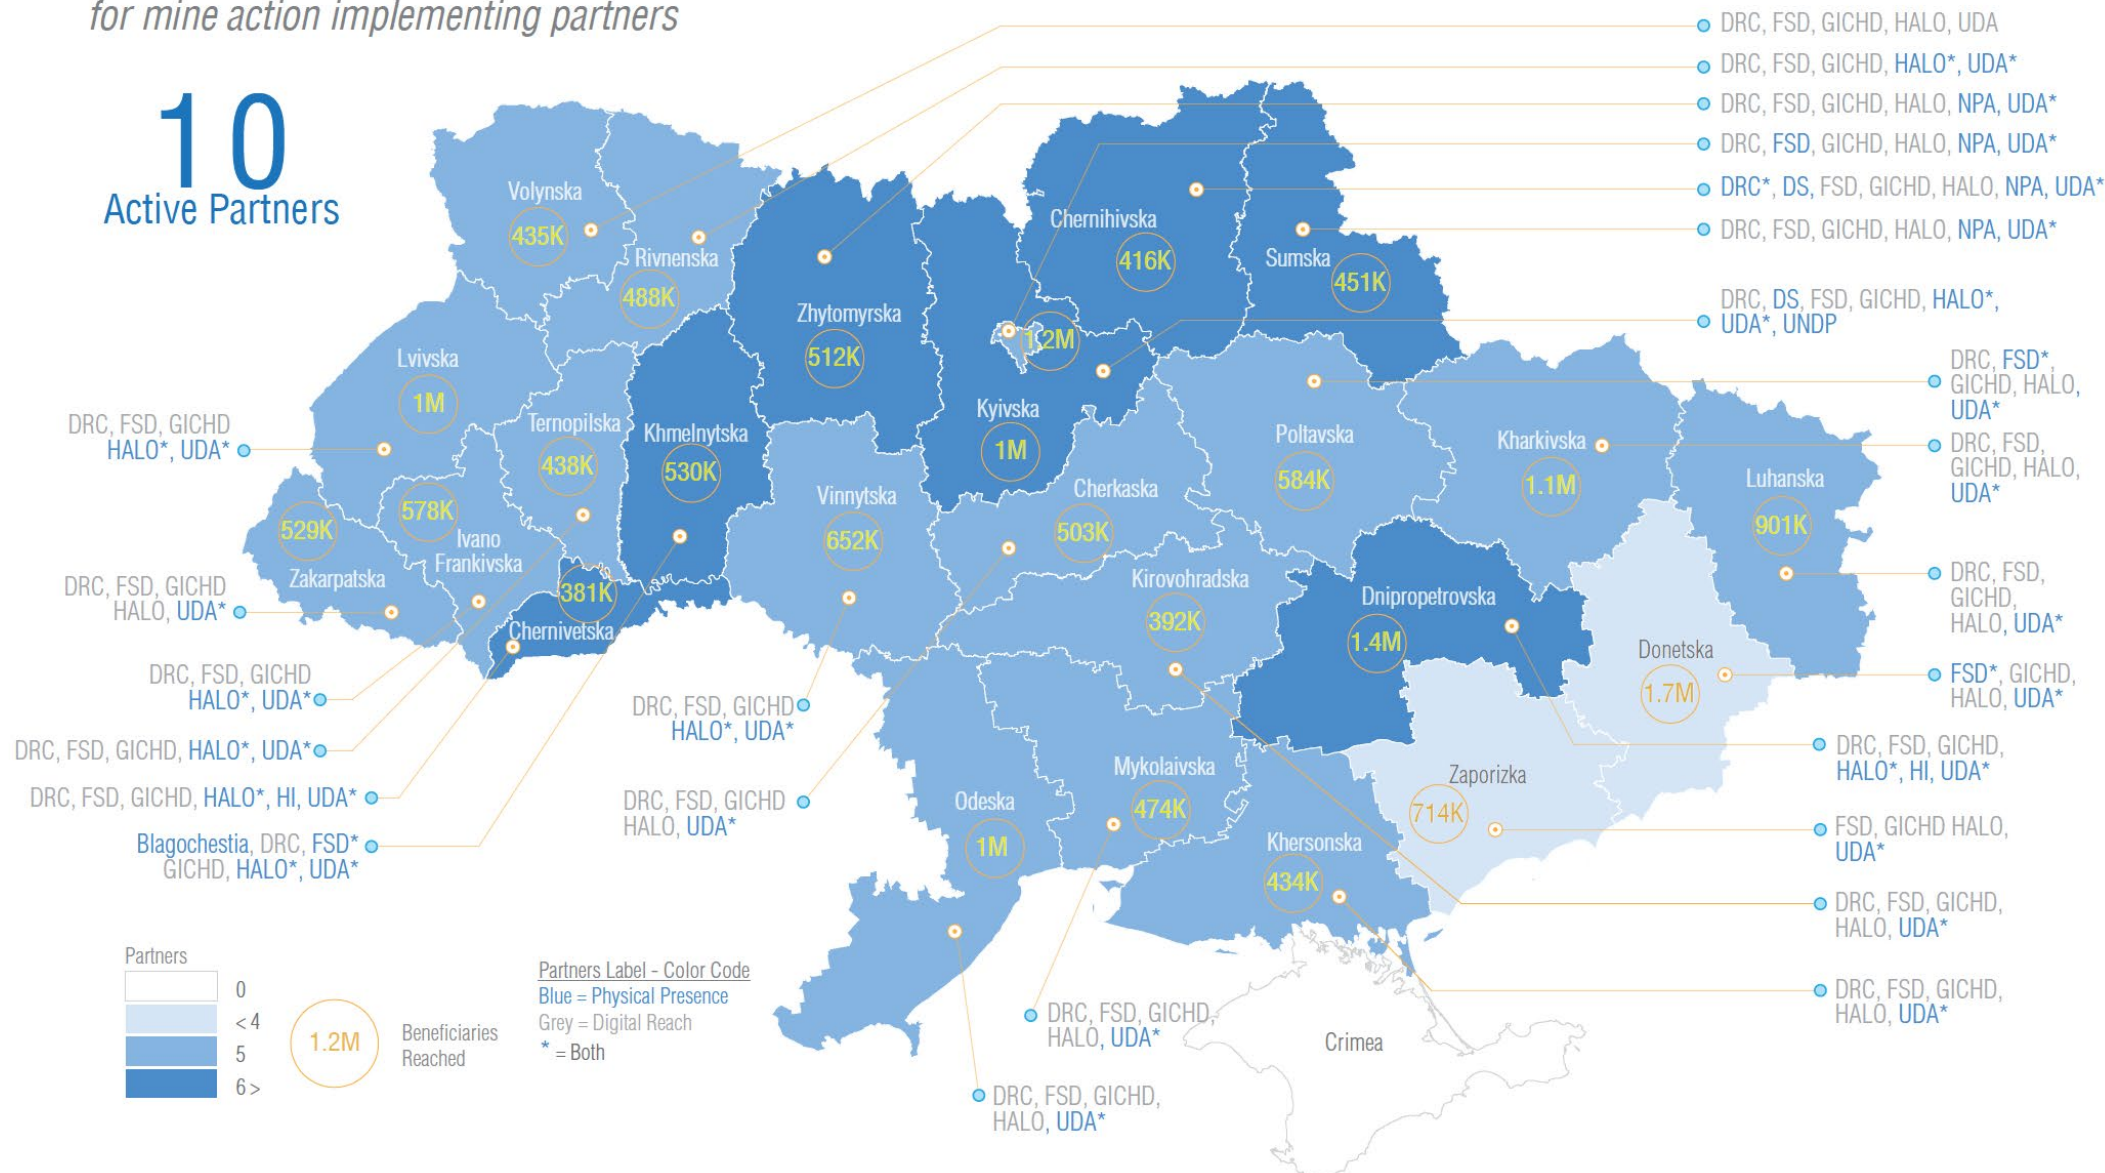 for mine action implementing partners
10
Active Partners
DRC, FSD, GICHD, HALO, UDA
DRC, FSD, GICHD, HALO*, UDA*
DRC, FSD, GICHD, HALO, NPA, UDA*
DRC, FSD, GICHD, HALO, NPA, UDA*
DRC*, DS, FSD, GICHD, HALO, NPA, UDA*
DRC, FSD, GICHD, HALO, NPA, UDA*
DRC, DS, FSD, GICHD, HALO*,
UDA*, UNDP
DRC, FSD*,
GICHD, HALO,
UDA*
DRC, FSD,
GICHD, HALO,
UDA*
DRC, FSD,
GICHD,
HALO, UDA*
FSD*, GICHD,
HALO, UDA*
DRC, FSD, GICHD,
HALO*, HI, UDA*
FSD, GICHD HALO,
UDA*
DRC, FSD, GICHD,
HALO, UDA*
DRC, FSD, GICHD,
HALO, UDA*
Volynska
435K
Rivnenska
488K
Zhytomyrska
512K
Chernihivska
416K
Sumska
451K
1.2M
Kyivska
1M
Lvivska
1M
Ternopilska
438K
Khmelnytska
530K
578K
Ivano
Frankivska
529K
Zakarpatska
381K
Chernivetska
Vinnytska
652K
Cherkaska
503K
Poltavska
584K
Kharkivska
1.1M
Luhanska
901K
Kirovohradska
392K
Dnipropetrovska
1.4M
Donetska
1.7M
Zaporizka
714K
Mykolaivska
474K
Odeska
1M
Khersonska
434K
Crimea
DRC, FSD, GICHD
HALO*, UDA*
DRC, FSD, GICHD
HALO, UDA*
DRC, FSD, GICHD
HALO*, UDA*
DRC, FSD, GICHD, HALO*, UDA*
DRC, FSD, GICHD, HALO*, HI, UDA*
Blagochestia, DRC, FSD*
GICHD, HALO*, UDA*
DRC, FSD, GICHD
HALO*, UDA*
DRC, FSD, GICHD
HALO, UDA*
DRC, FSD, GICHD,
HALO, UDA*
DRC, FSD, GICHD,
HALO, UDA*
Partners
0
< 4
5
6 >
1.2M
Beneficiaries
Reached
Partners Label - Color Code
Blue = Physical Presence
Grey = Digital Reach
* = Both